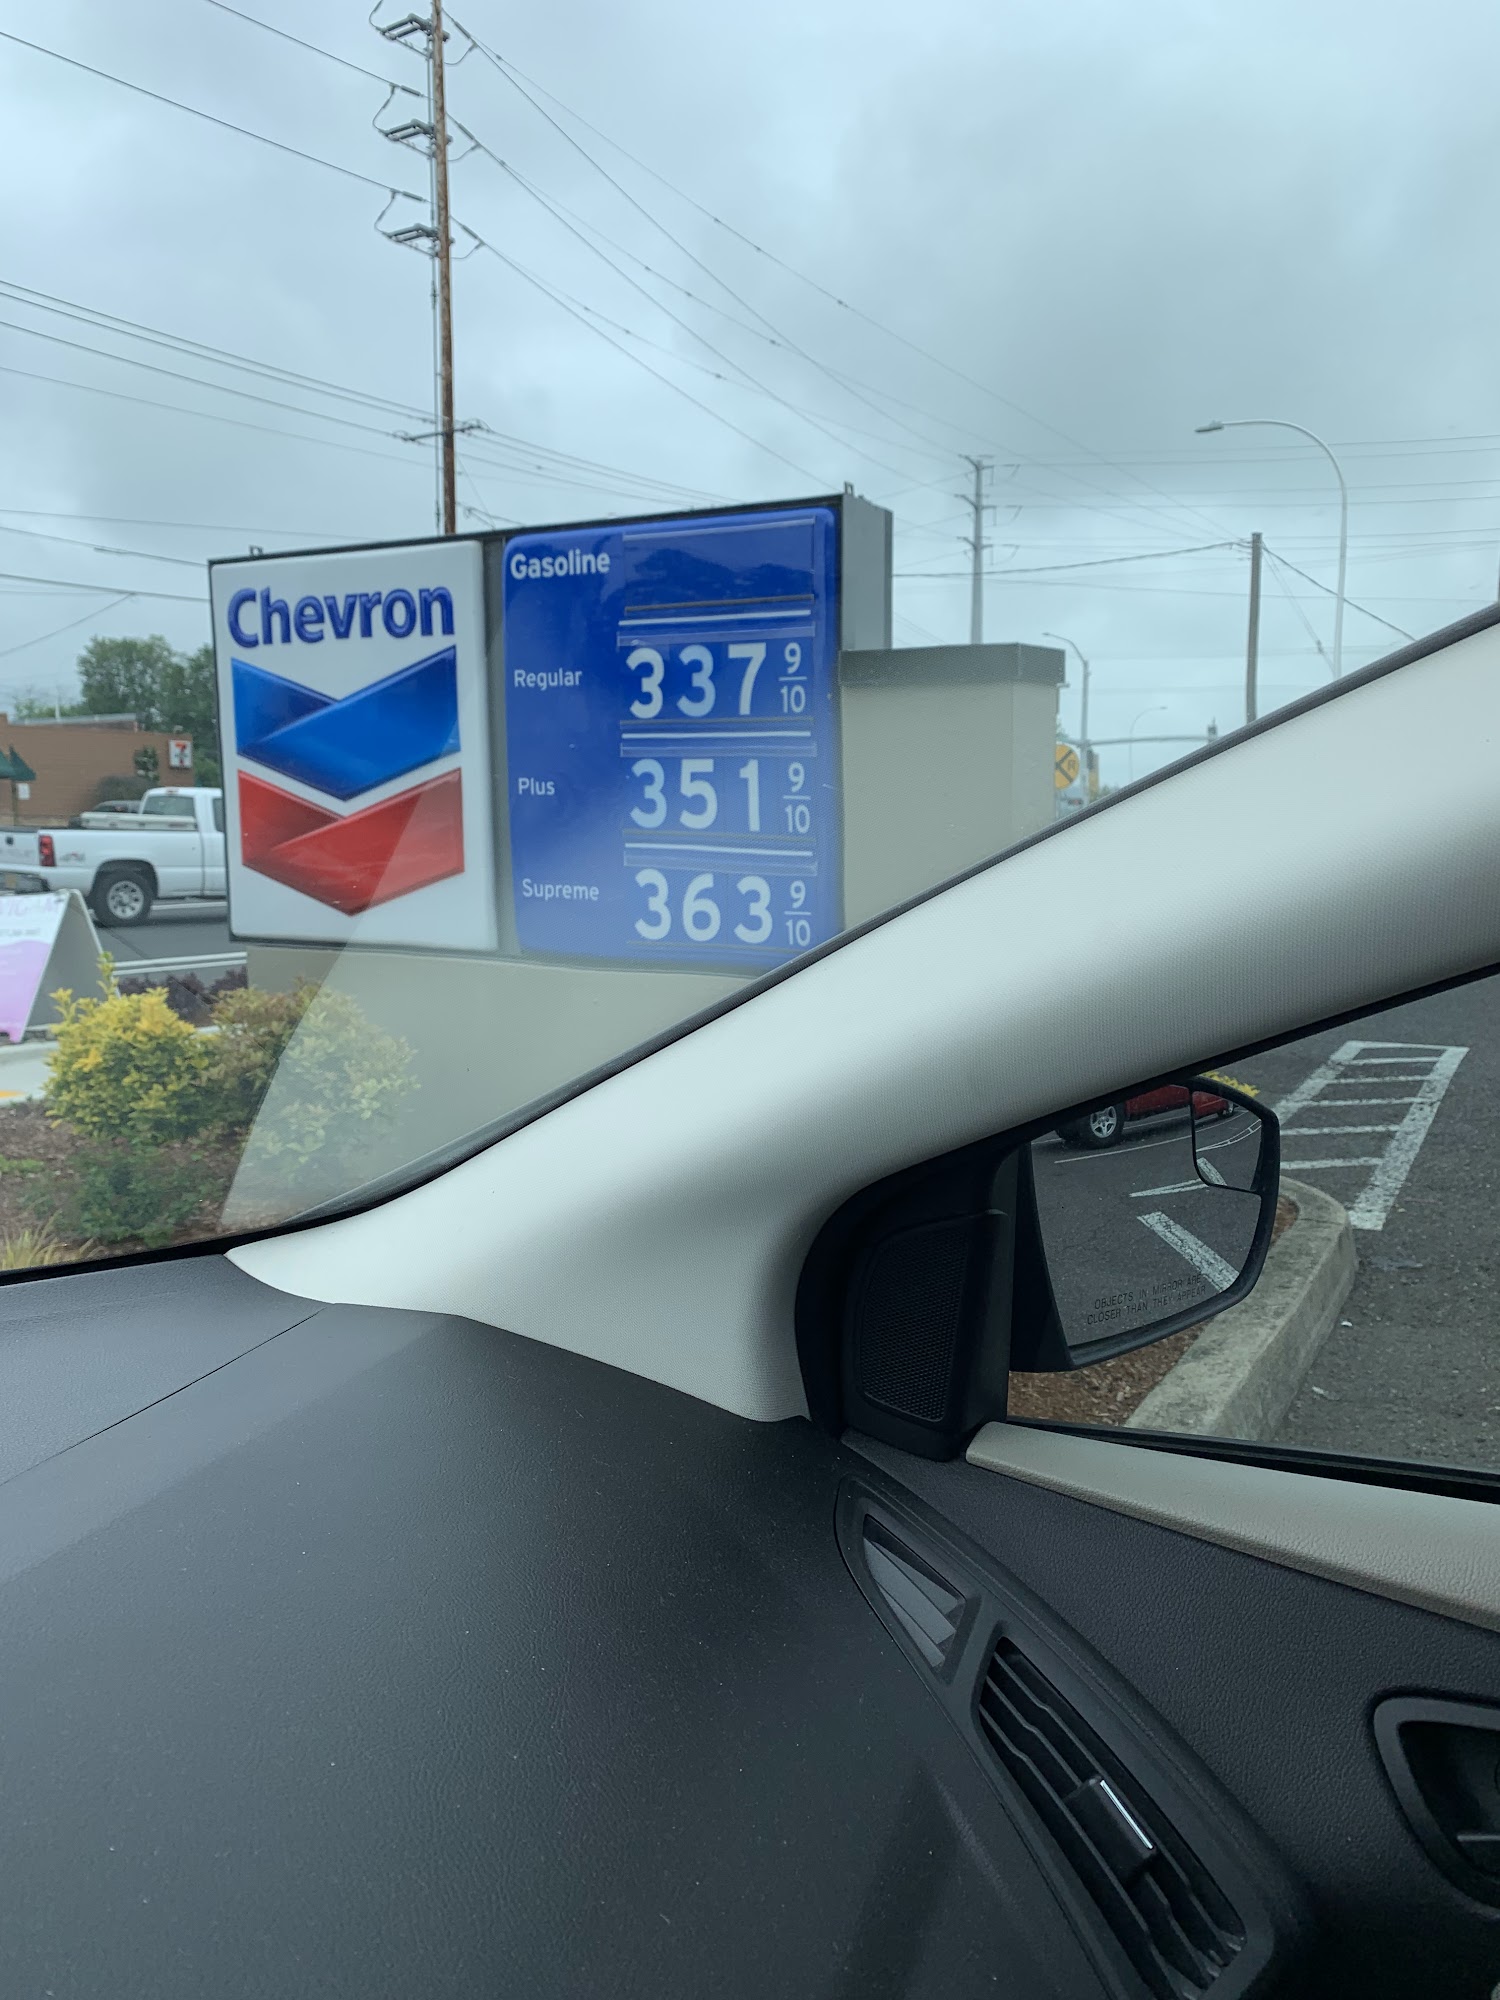 Chevron
Gasoline
Regular 337 9/10
Plus 351 9/10
Supreme 363 9/10
7
R
OBJECTS IN MIRROR ARE
CLOSER THAN THEY APPEAR